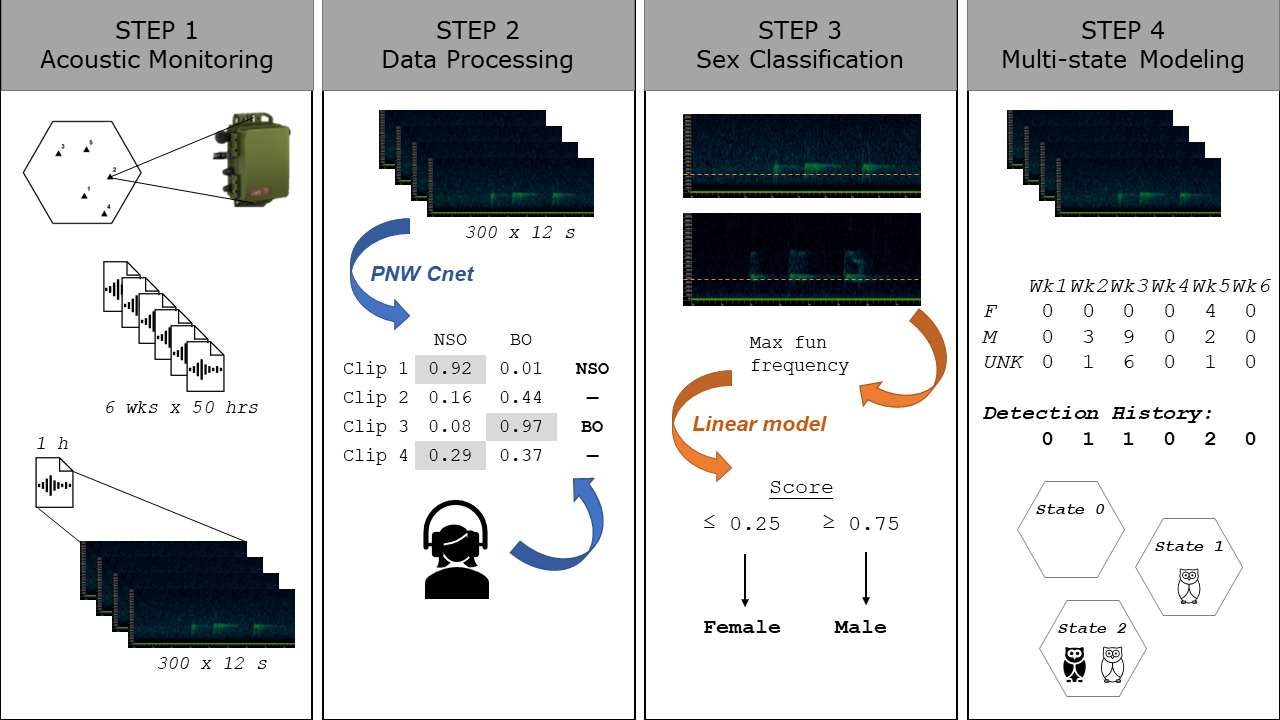 STEP 1
Acoustic Monitoring
3
5
2
1
4
6 wks x 50 hrs
1 h
300 x 12 s
STEP 2
Data Processing
300 x 12 s
PNW Cnet
NSO BO
Clip 1 0.92 0.01 NSO
Clip 2 0.16 0.44 —
Clip 3 0.08 0.97 BO
Clip 4 0.29 0.37 —
STEP 3
Sex Classification
Max fun
frequency
Linear model
Score
≤ 0.25 ≥ 0.75
Female Male
STEP 4
Multi-state Modeling
Wk1 Wk2 Wk3 Wk4 Wk5 Wk6
F 0 0 0 0 4 0
M 0 3 9 0 2 0
UNK 0 1 6 0 1 0
Detection History:
0 1 1 0 2 0
State 0
State 1
State 2